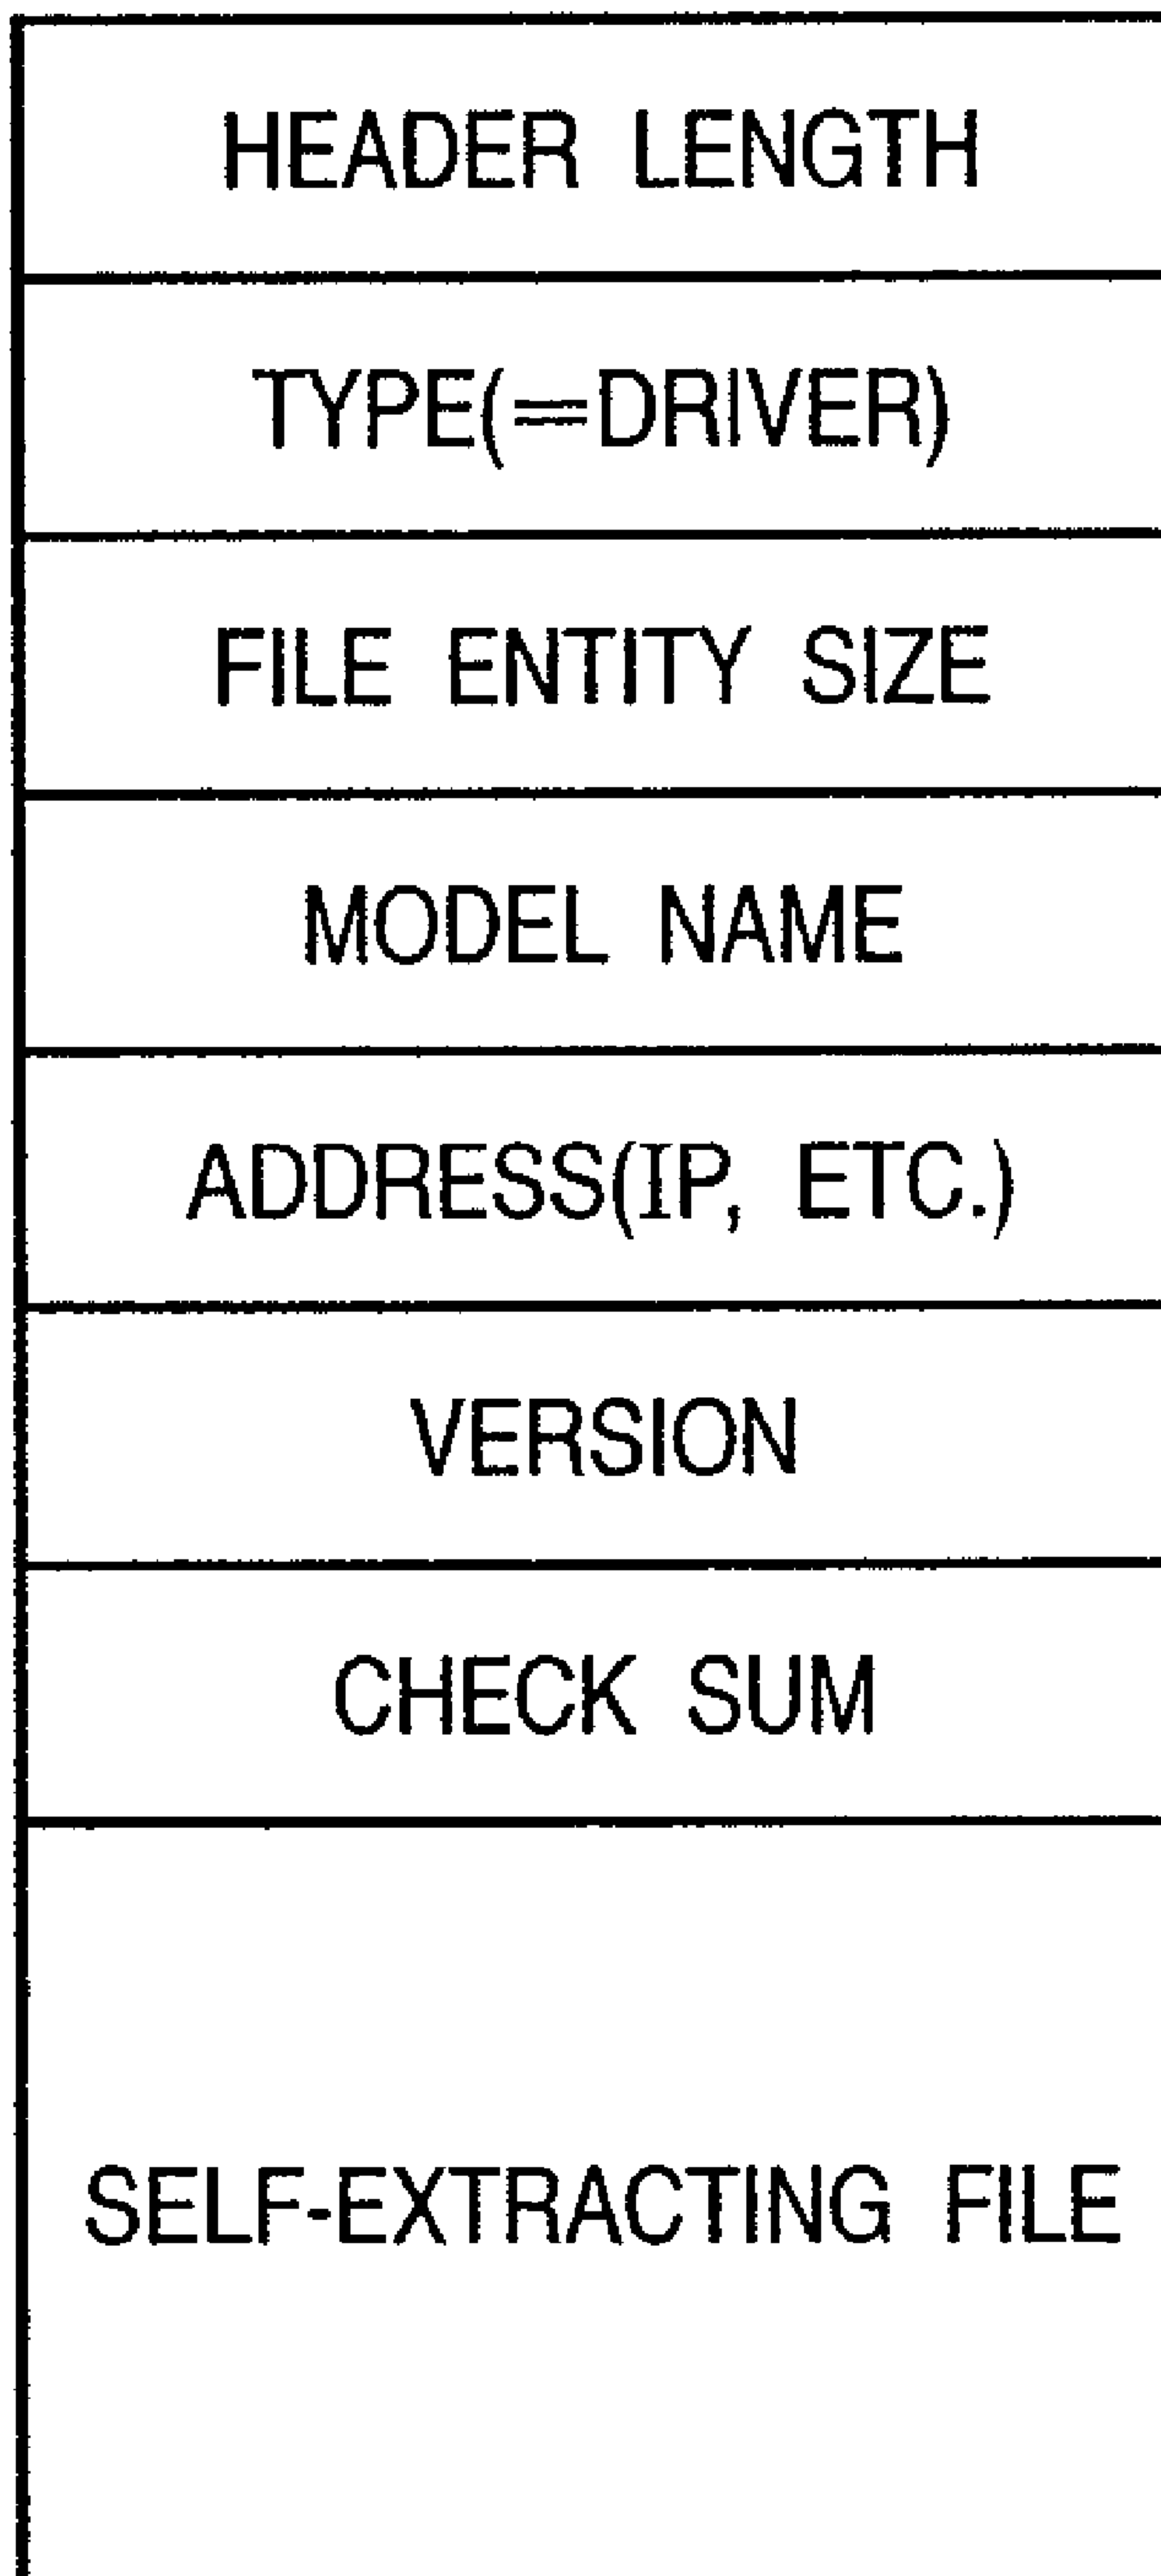 HEADER LENGTH
TYPE(=DRIVER)
FILE ENTITY SIZE
MODEL NAME
ADDRESS(IP, ETC.)
VERSION
CHECK SUM
SELF-EXTRACTING FILE